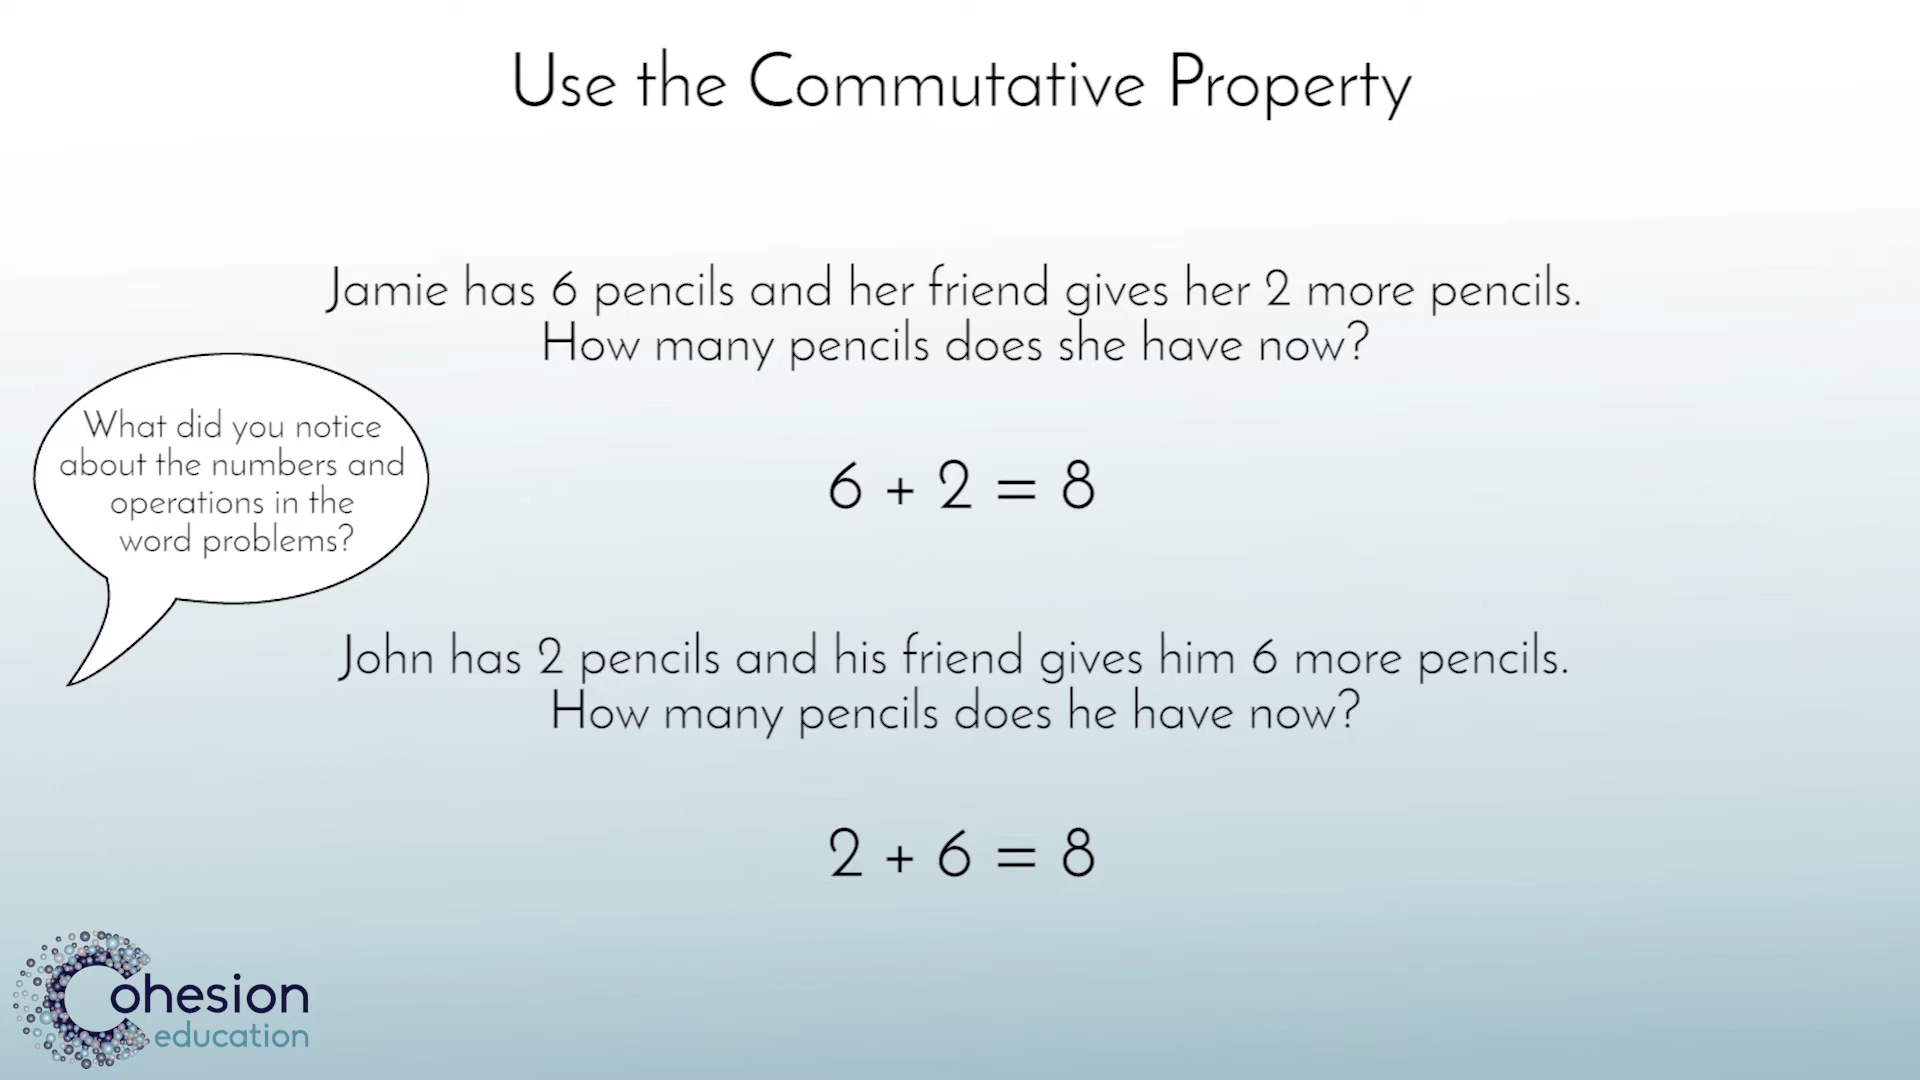 Use the Commutative Property
Jamie has 6 pencils and her friend gives her 2 more pencils.
How many pencils does she have now?
What did you notice
about the numbers and
operations in the
word problems?
6 + 2 = 8
John has 2 pencils and his friend gives him 6 more pencils.
How many pencils does he have now?
2 + 6 = 8
Cohesion
education